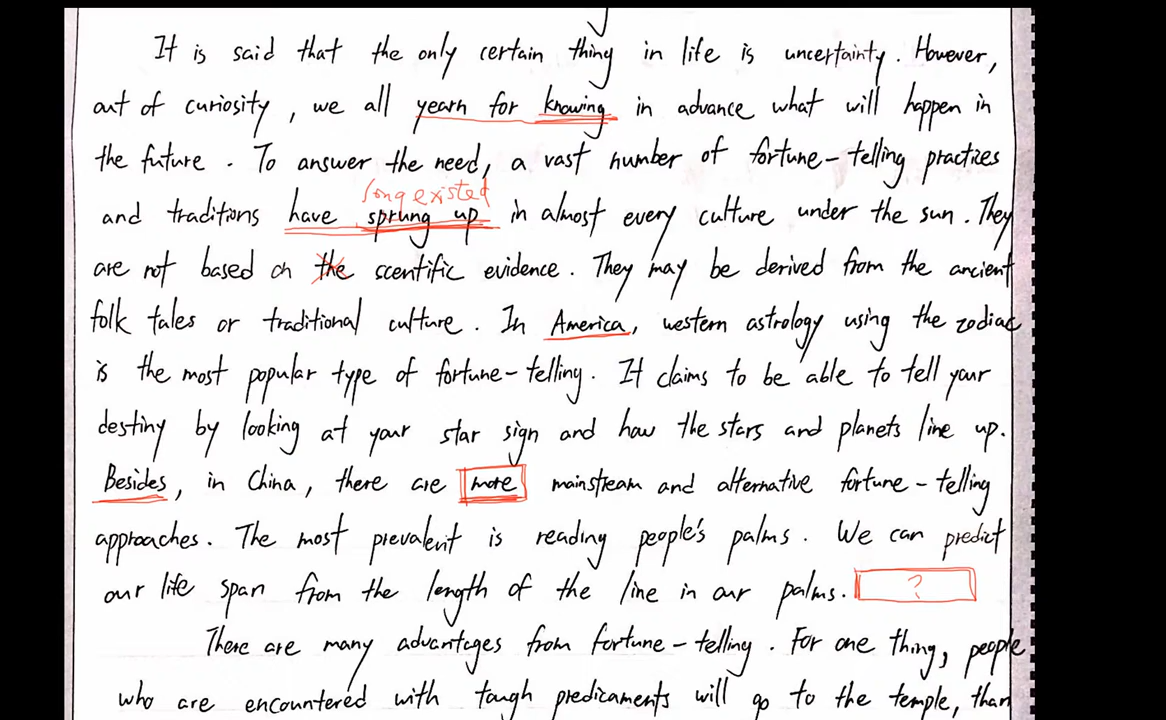 It is said that the only certain thing in life is uncertainty. However,
out of curiosity, we all yearn for knowing in advance what will happen in
the future. To answer the need, a vast number of fortune-telling practices
long existed
and traditions have sprung up in almost every culture under the sun. They
are not based on the scentific evidence. They may be derived from the ancient
folk tales or traditional culture. In America, western astrology using the zodiac
is the most popular type of fortune-telling. It claims to be able to tell your
destiny by looking at your star sign and how the stars and planets line up.
Besides, in China, there are more mainstream and alternative fortune-telling
approaches. The most prevalent is reading people's palms. We can predict
our life span from the length of the line in our palms. ?
There are many advantages from fortune-telling. For one thing, people
who are encountered with tough predicaments will go to the temple, than